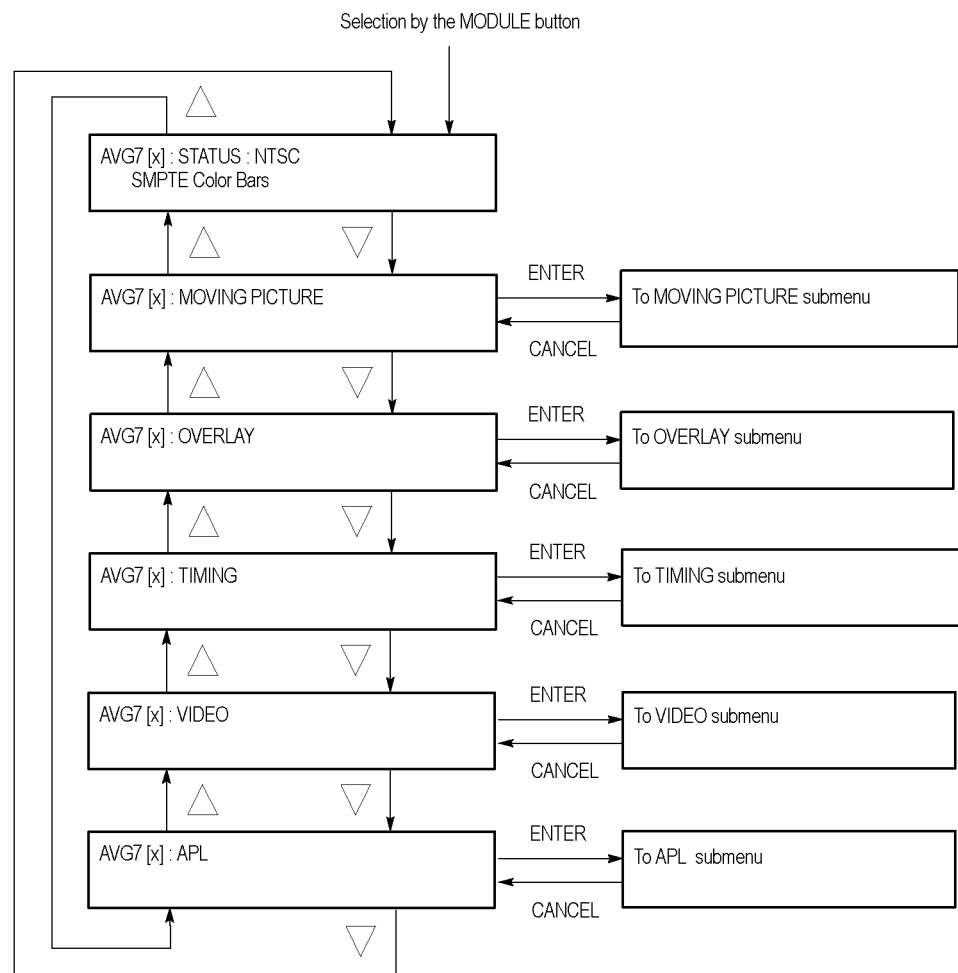 Selection by the MODULE button
AVG7 [x] : STATUS : NTSC
SMPTE Color Bars
AVG7 [x] : MOVING PICTURE
ENTER
To MOVING PICTURE submenu
CANCEL
AVG7 [x] : OVERLAY
ENTER
To OVERLAY submenu
CANCEL
AVG7 [x] : TIMING
ENTER
To TIMING submenu
CANCEL
AVG7 [x] : VIDEO
ENTER
To VIDEO submenu
CANCEL
AVG7 [x] : APL
ENTER
To APL submenu
CANCEL